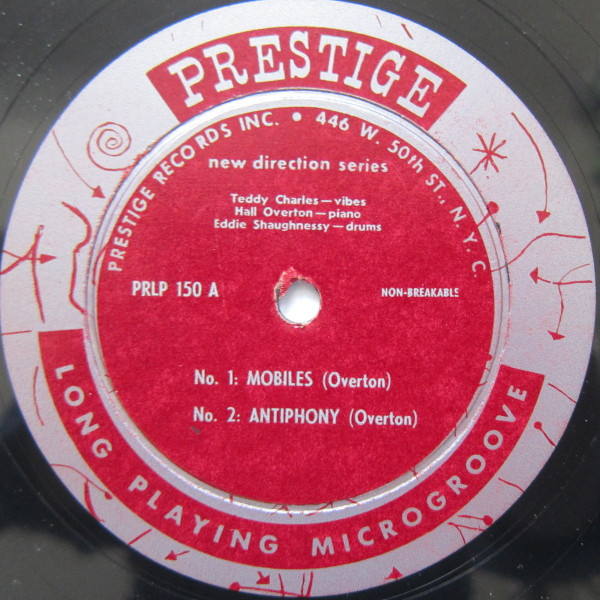 PRESTIGE
PRESTIGE RECORDS INC. • 446 W. 50th ST., N.Y.C.
new direction series
Teddy Charles—vibes
Hall Overton—piano
Eddie Shaughnessy—drums
PRLP 150 A
NON-BREAKABLE
No. 1: MOBILES (Overton)
No. 2: ANTIPHONY (Overton)
LONG PLAYING MICROGROOVE